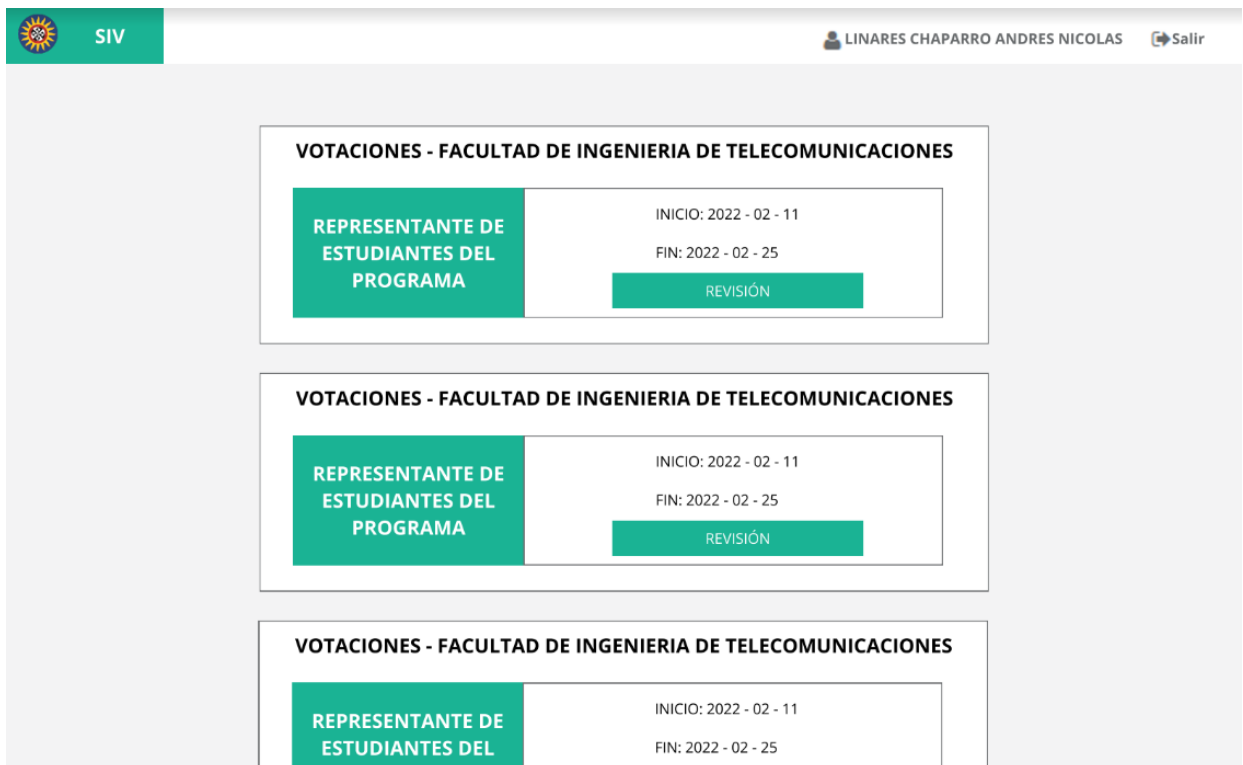 SIV
LINARES CHAPARRO ANDRES NICOLAS
Salir
VOTACIONES - FACULTAD DE INGENIERIA DE TELECOMUNICACIONES
REPRESENTANTE DE
ESTUDIANTES DEL
PROGRAMA
INICIO: 2022 - 02 - 11
FIN: 2022 - 02 - 25
REVISIÓN
VOTACIONES - FACULTAD DE INGENIERIA DE TELECOMUNICACIONES
REPRESENTANTE DE
ESTUDIANTES DEL
PROGRAMA
INICIO: 2022 - 02 - 11
FIN: 2022 - 02 - 25
REVISIÓN
VOTACIONES - FACULTAD DE INGENIERIA DE TELECOMUNICACIONES
REPRESENTANTE DE
ESTUDIANTES DEL
INICIO: 2022 - 02 - 11
FIN: 2022 - 02 - 25